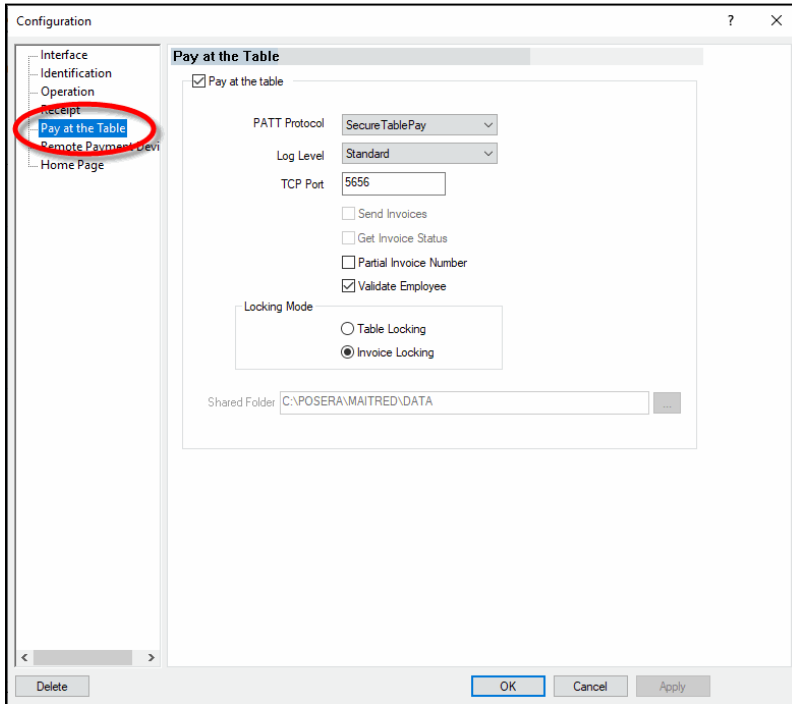 Configuration
Interface
Identification
Operation
Receipt
Pay at the Table
Remote Payment Devi
Home Page
Pay at the Table
Pay at the table
PATT Protocol SecureTablePay
Log Level Standard
TCP Port 5656
Send Invoices
Get Invoice Status
Partial Invoice Number
Validate Employee
Locking Mode
Table Locking
Invoice Locking
Shared Folder C:\POSERA\MAITRED\DATA ...
Delete OK Cancel Apply